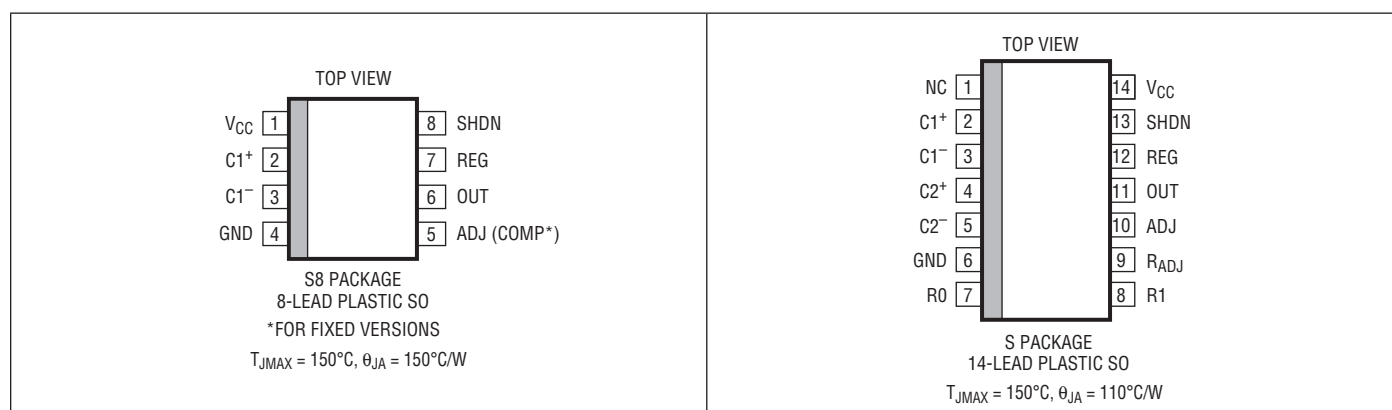 TOP VIEW
VCC 1
8 SHDN
C1+ 2
7 REG
C1– 3
6 OUT
GND 4
5 ADJ (COMP*)
S8 PACKAGE
8-LEAD PLASTIC SO
*FOR FIXED VERSIONS
TJMAX = 150°C, θJA = 150°C/W
TOP VIEW
NC 1
14 VCC
C1+ 2
13 SHDN
C1– 3
12 REG
C2+ 4
11 OUT
C2– 5
10 ADJ
GND 6
9 RADJ
R0 7
8 R1
S PACKAGE
14-LEAD PLASTIC SO
TJMAX = 150°C, θJA = 110°C/W